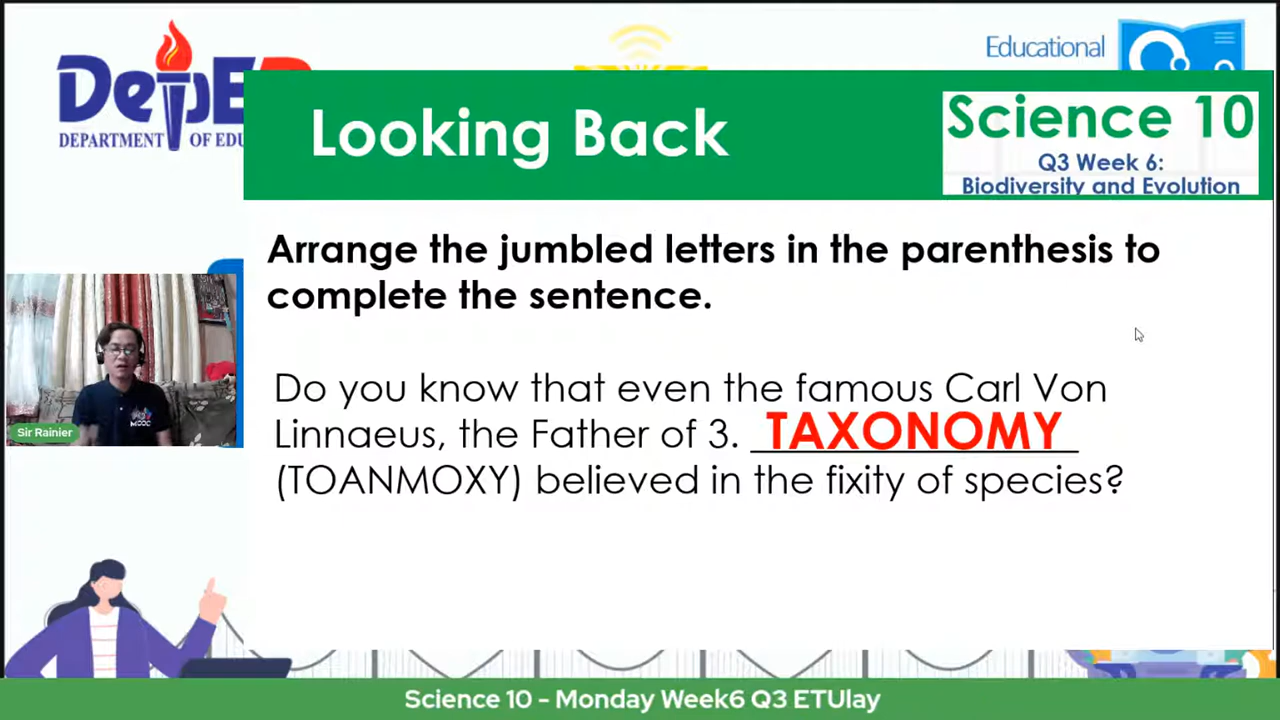 Educational
DepED
DEPARTMENT OF EDU
Looking Back
Science 10
Q3 Week 6:
Biodiversity and Evolution
Arrange the jumbled letters in the parenthesis to
complete the sentence.
Do you know that even the famous Carl Von
Linnaeus, the Father of 3. TAXONOMY
(TOANMOXY) believed in the fixity of species?
Sir Rainier
Science 10 - Monday Week6 Q3 ETUlay